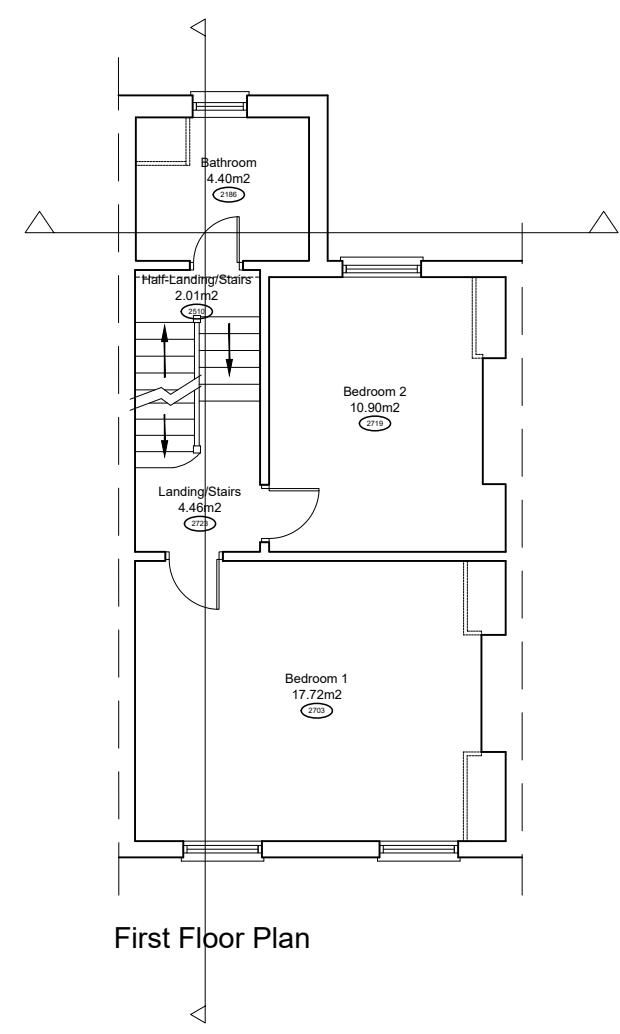 Bathroom
4.40m2
2186
Half-Landing/Stairs
2.01m2
2510
Bedroom 2
10.90m2
2719
Landing/Stairs
4.46m2
2723
Bedroom 1
17.72m2
2703
First Floor Plan